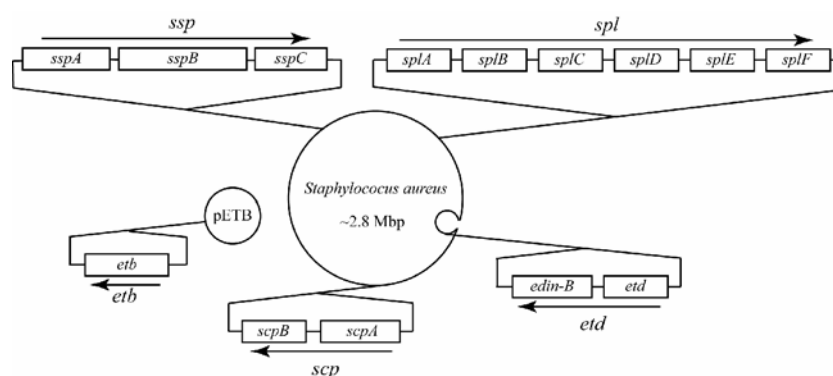 ssp
spl
sspA sspB sspC
splA splB splC splD splE splF
Staphylococus aureus
~2.8 Mbp
pETB
etb
etb
edin-B etd
etd
scpB scpA
scp